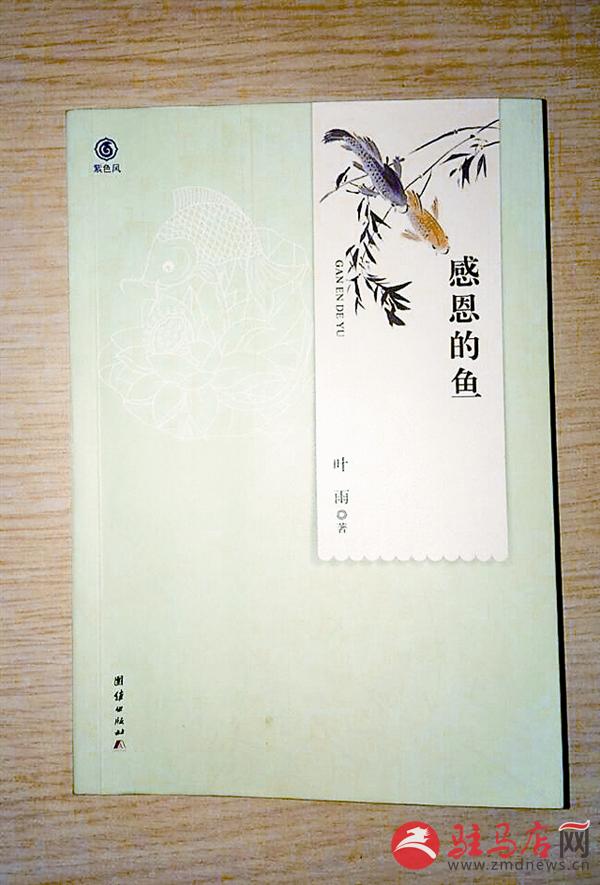 紫色风
感恩的鱼
GAN EN DE YU
叶雨◎著
团结出版社
驻马店网
www.zmdnews.cn